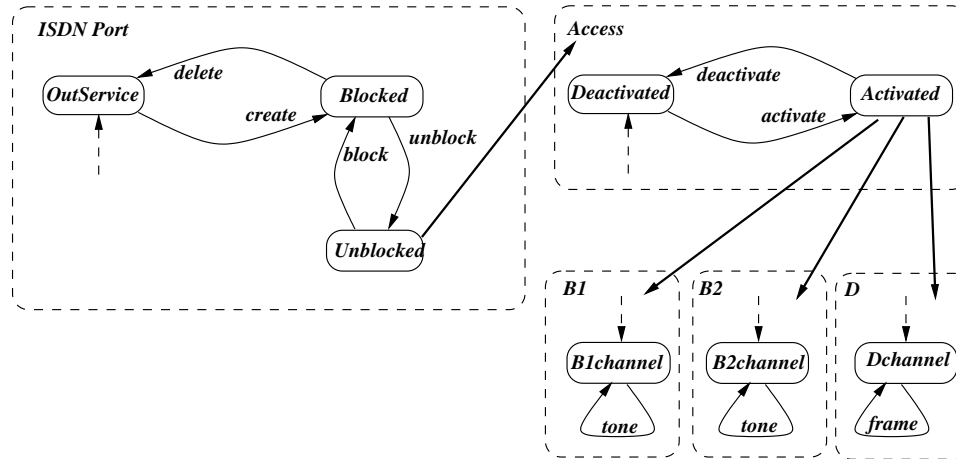 ISDN Port
delete
OutService
Blocked
create
block
unblock
Unblocked
Access
deactivate
Deactivated
Activated
activate
B1
B1channel
tone
B2
B2channel
tone
D
Dchannel
frame